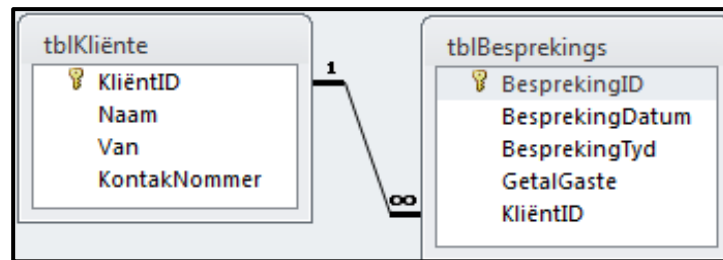 tblKliënte
KliëntID
Naam
Van
KontakNommer
1
∞
tblBesprekings
BesprekingID
BesprekingDatum
BesprekingTyd
GetalGaste
KliëntID